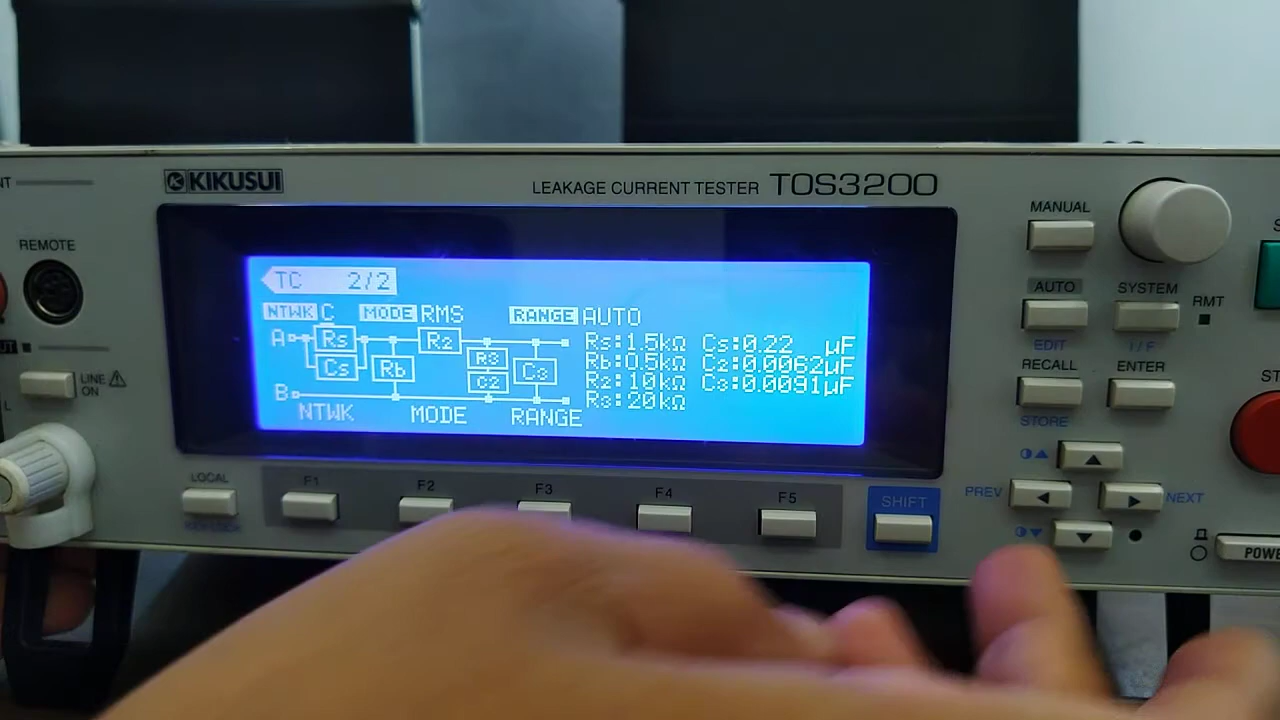 KIKUSUI
LEAKAGE CURRENT TESTER TOS3200
NT
REMOTE
LINE
ON
TC 2/2
NTWK C MODE RMS RANGE AUTO
A Rs R2 Rs:1.5kΩ Cs:0.22 μF
Cs Rb R3 C3 Rb:0.5kΩ C2:0.0062μF
C2 R2:10kΩ C3:0.0091μF
B R3:20kΩ
NTWK MODE RANGE
LOCAL
F1 F2 F3 F4 F5
SHIFT
MANUAL
AUTO SYSTEM
RMT
EDIT I/F
RECALL ENTER
STORE
PREV NEXT
ST
POWE